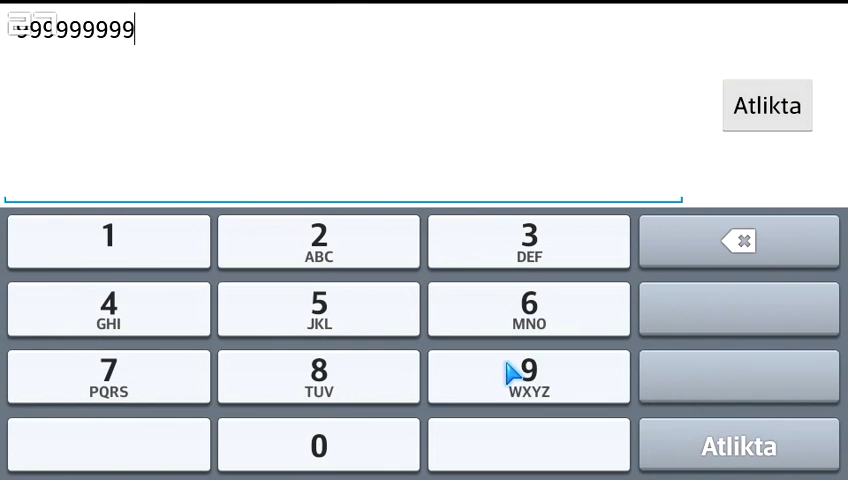 999999999
Atlikta
1
2
ABC
3
DEF
4
GHI
5
JKL
6
MNO
7
PQRS
8
TUV
9
WXYZ
0
Atlikta